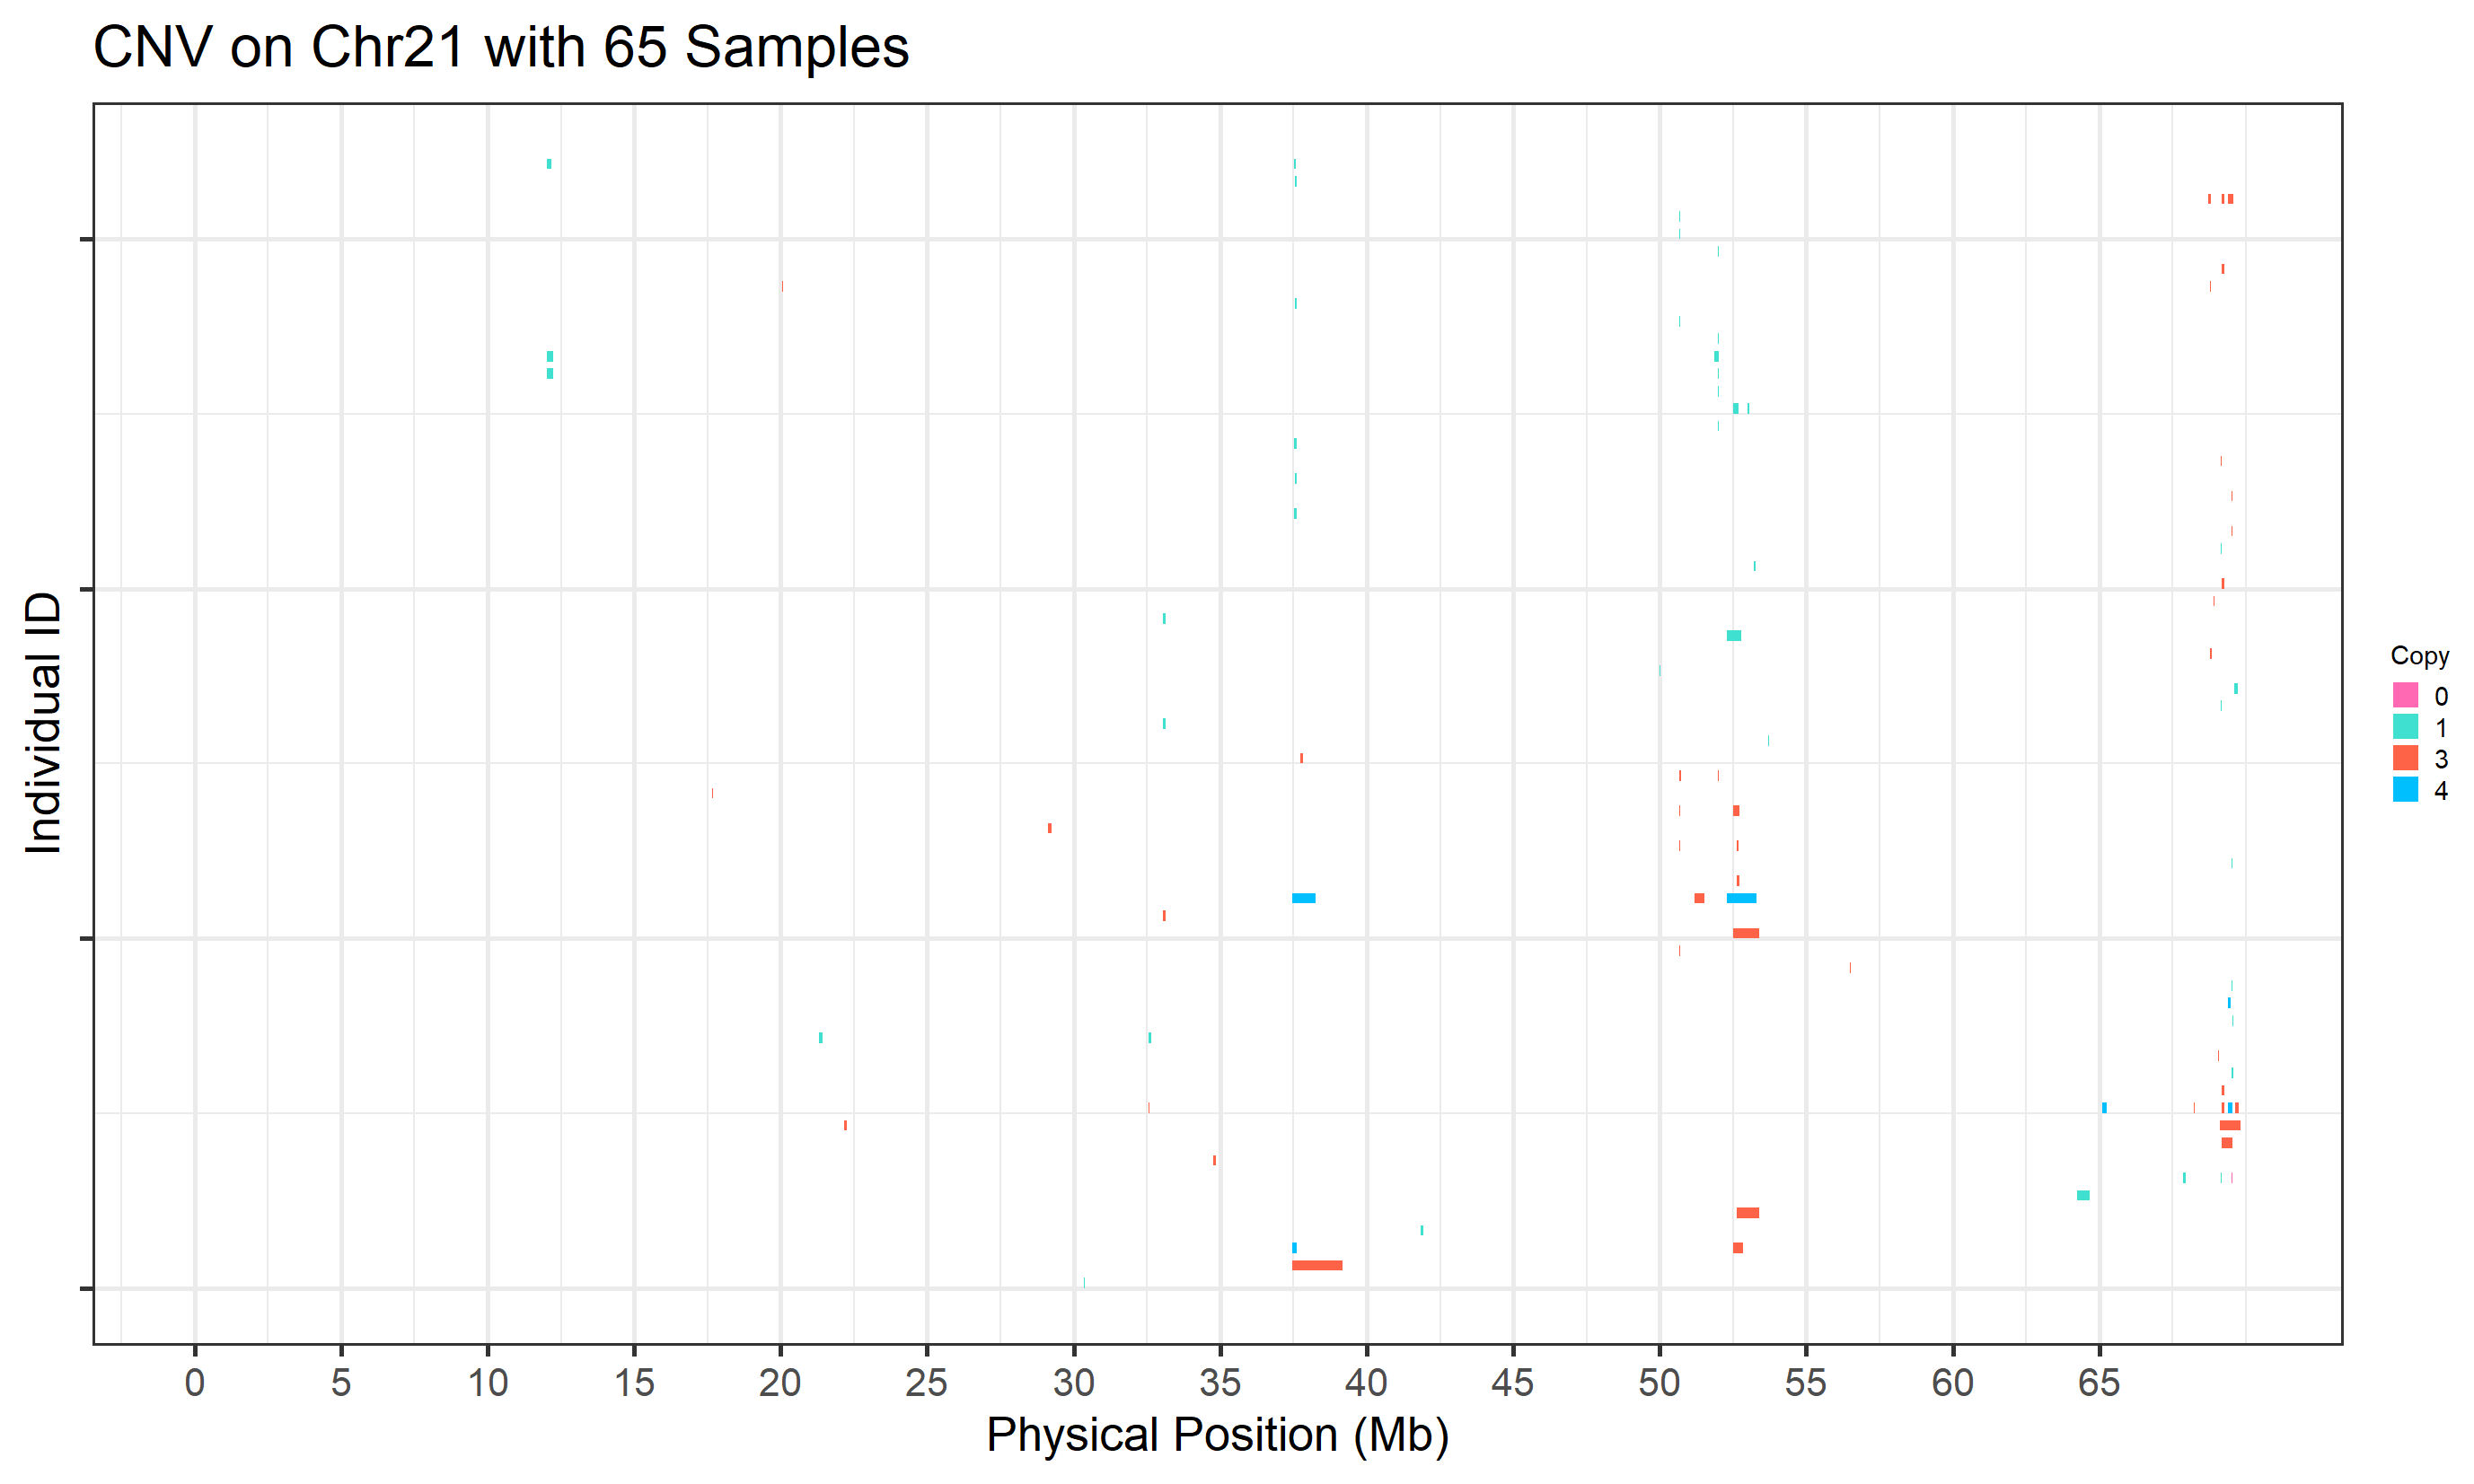 CNV on Chr21 with 65 Samples
Individual ID
Copy
0
1
3
4
0 5 10 15 20 25 30 35 40 45 50 55 60 65
Physical Position (Mb)